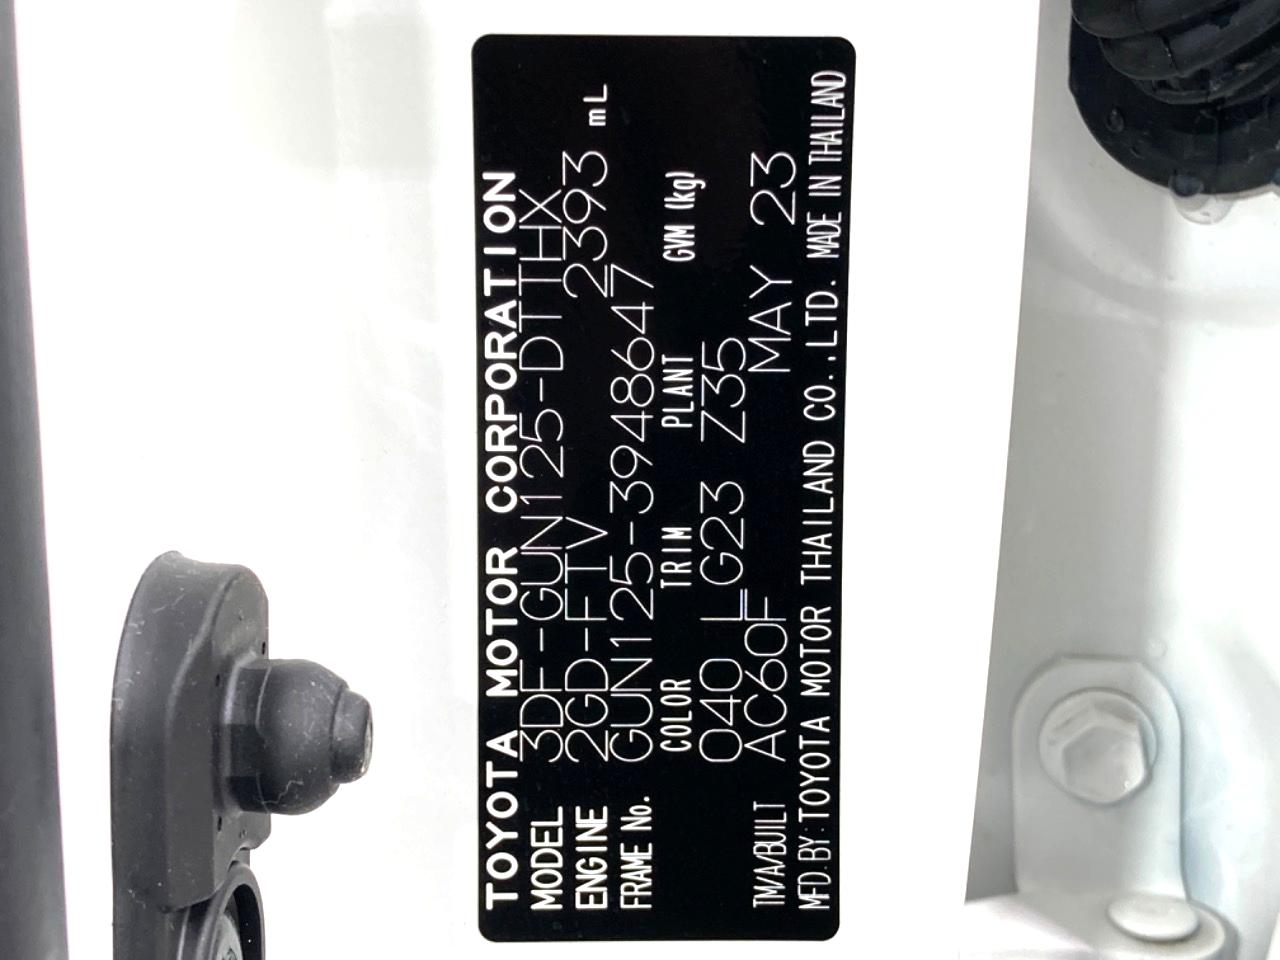 TOYOTA MOTOR CORPORATION
MODEL 3DF-GUN125-DTTHX
ENGINE 2GD-FTV 2393 mL
FRAME No. GUN125-3948647
COLOR TRIM PLANT GVM (kg)
040 LG23 Z35
TM/A/BUILT AC60F MAY 23
MFD. BY: TOYOTA MOTOR THAILAND CO.,LTD. MADE IN THAILAND